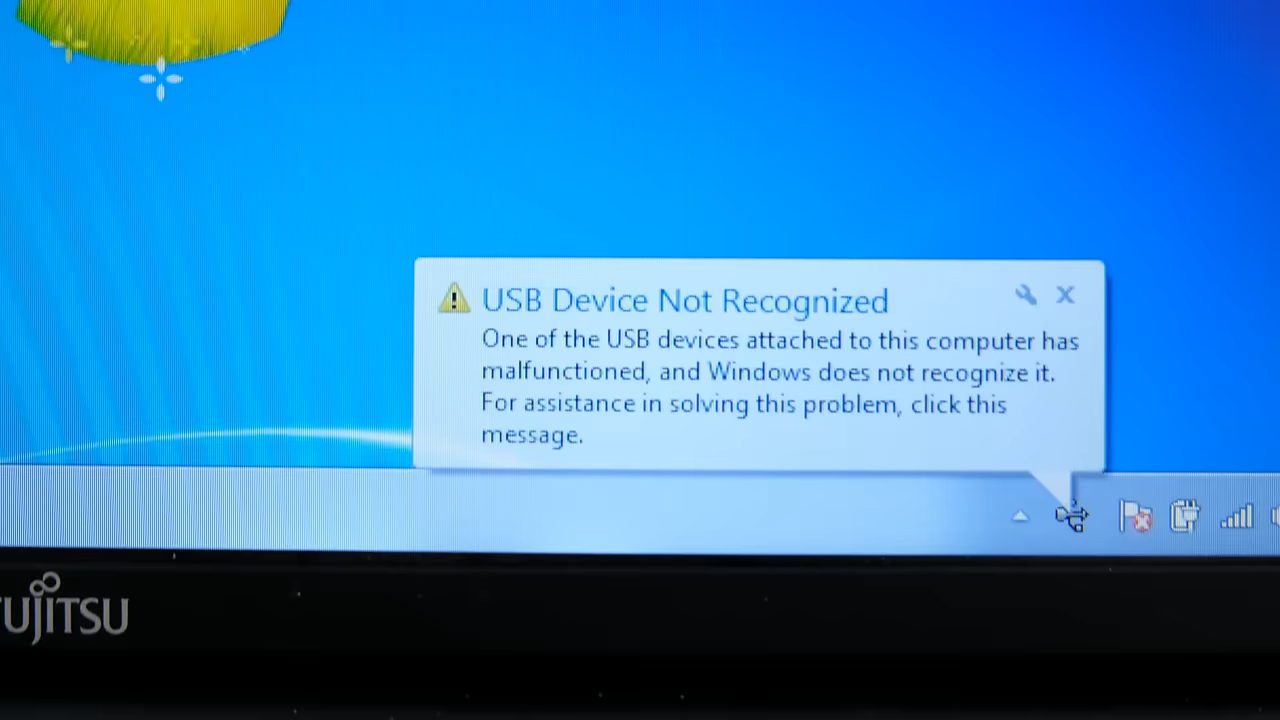 USB Device Not Recognized
One of the USB devices attached to this computer has
malfunctioned, and Windows does not recognize it.
For assistance in solving this problem, click this
message.
FUJITSU